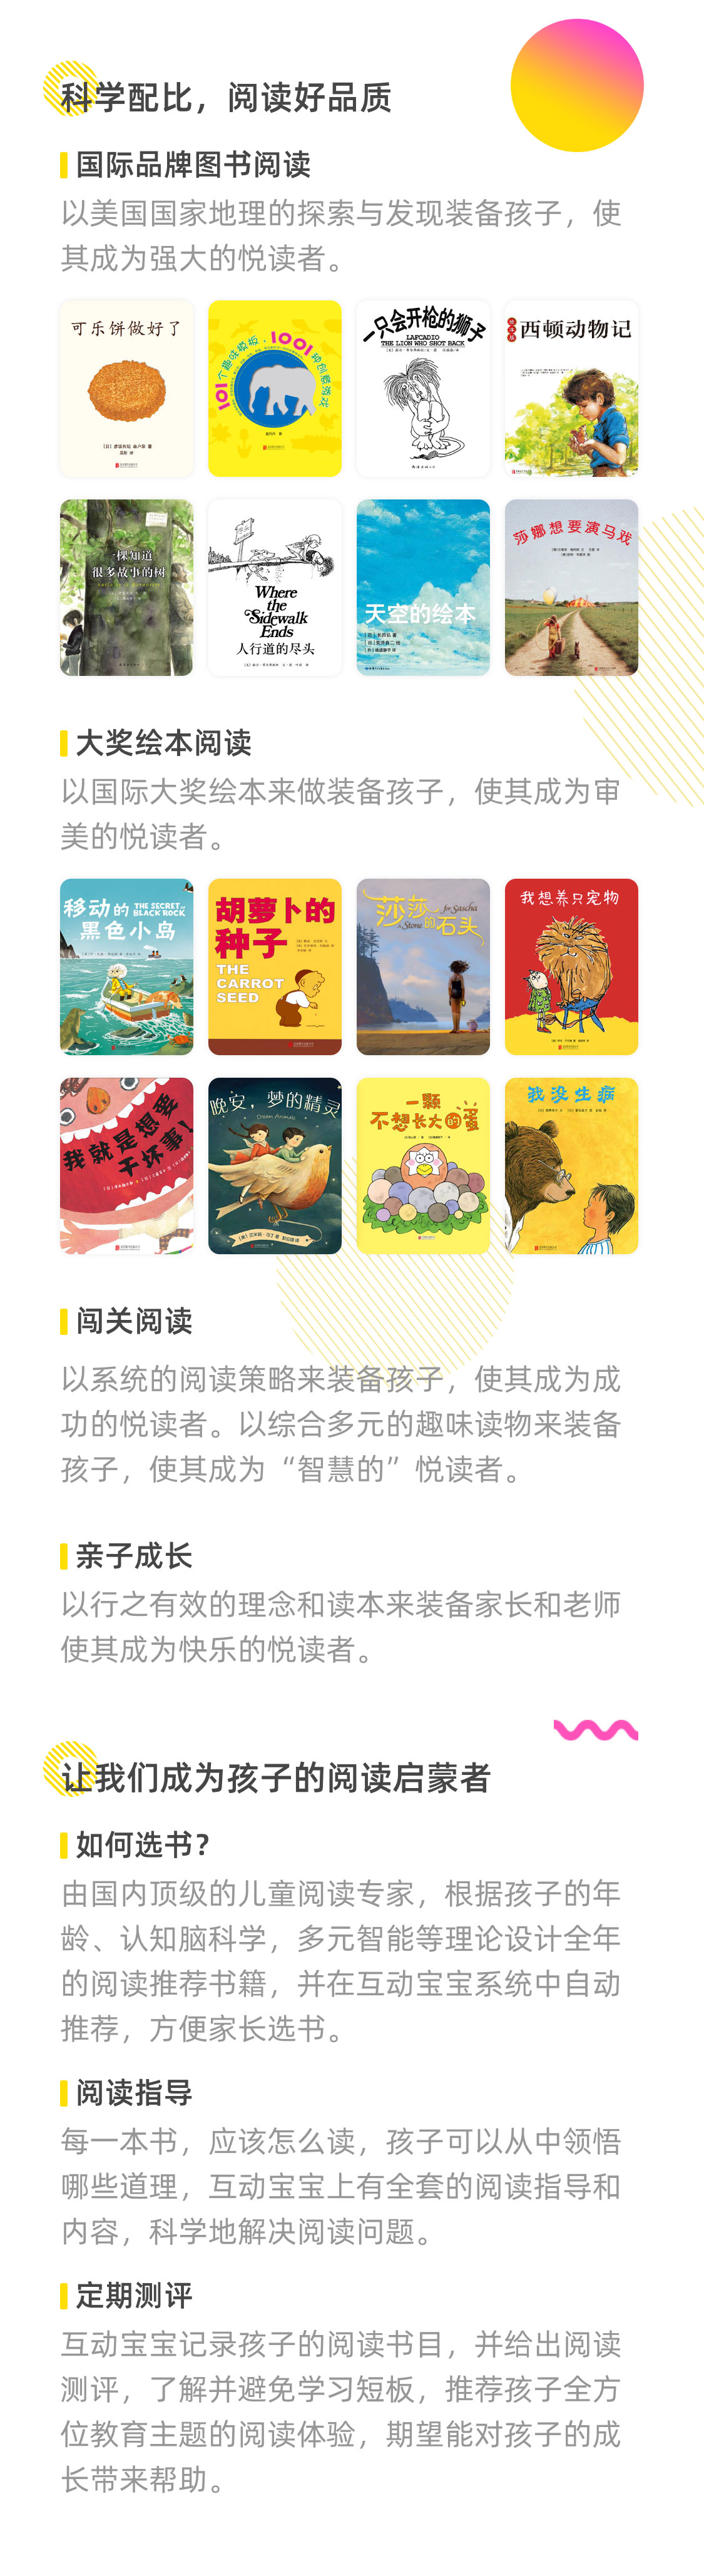 科学配比，阅读好品质
国际品牌图书阅读
以美国国家地理的探索与发现装备孩子，使
其成为强大的悦读者。
可乐饼做好了
101个趣味模板，1001种创意游戏
一只会开枪的狮子
LAFCADIO
THE LION WHO SHOT BACK
西顿动物记
一棵知道
很多故事的树
Where
the
Sidewalk
Ends
人行道的尽头
天空的绘本
莎娜想要演马戏
大奖绘本阅读
以国际大奖绘本来做装备孩子，使其成为审
美的悦读者。
移动的 THE SECRET OF
BLACK ROCK
黑色小岛
胡萝卜的
种子
THE
CARROT
SEED
莎莎的石头
A Stone for Sascha
我想养只宠物
我就是想要
干坏事!
晚安，梦的精灵
Dream Animals
一颗
不想长大的蛋
我没生病
闯关阅读
以系统的阅读策略来装备孩子，使其成为成
功的悦读者。以综合多元的趣味读物来装备
孩子，使其成为“智慧的”悦读者。
亲子成长
以行之有效的理念和读本来装备家长和老师
使其成为快乐的悦读者。
让我们成为孩子的阅读启蒙者
如何选书?
由国内顶级的儿童阅读专家，根据孩子的年
龄、认知脑科学，多元智能等理论设计全年
的阅读推荐书籍，并在互动宝宝系统中自动
推荐，方便家长选书。
阅读指导
每一本书，应该怎么读，孩子可以从中领悟
哪些道理，互动宝宝上有全套的阅读指导和
内容，科学地解决阅读问题。
定期测评
互动宝宝记录孩子的阅读书目，并给出阅读
测评，了解并避免学习短板，推荐孩子全方
位教育主题的阅读体验，期望能对孩子的成
长带来帮助。